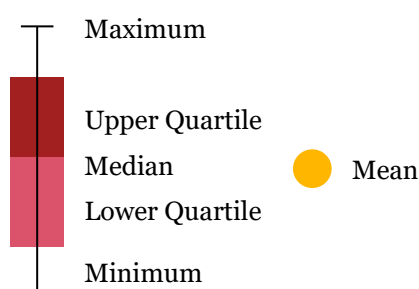 Maximum
Upper Quartile
Median
Lower Quartile
Minimum
Mean